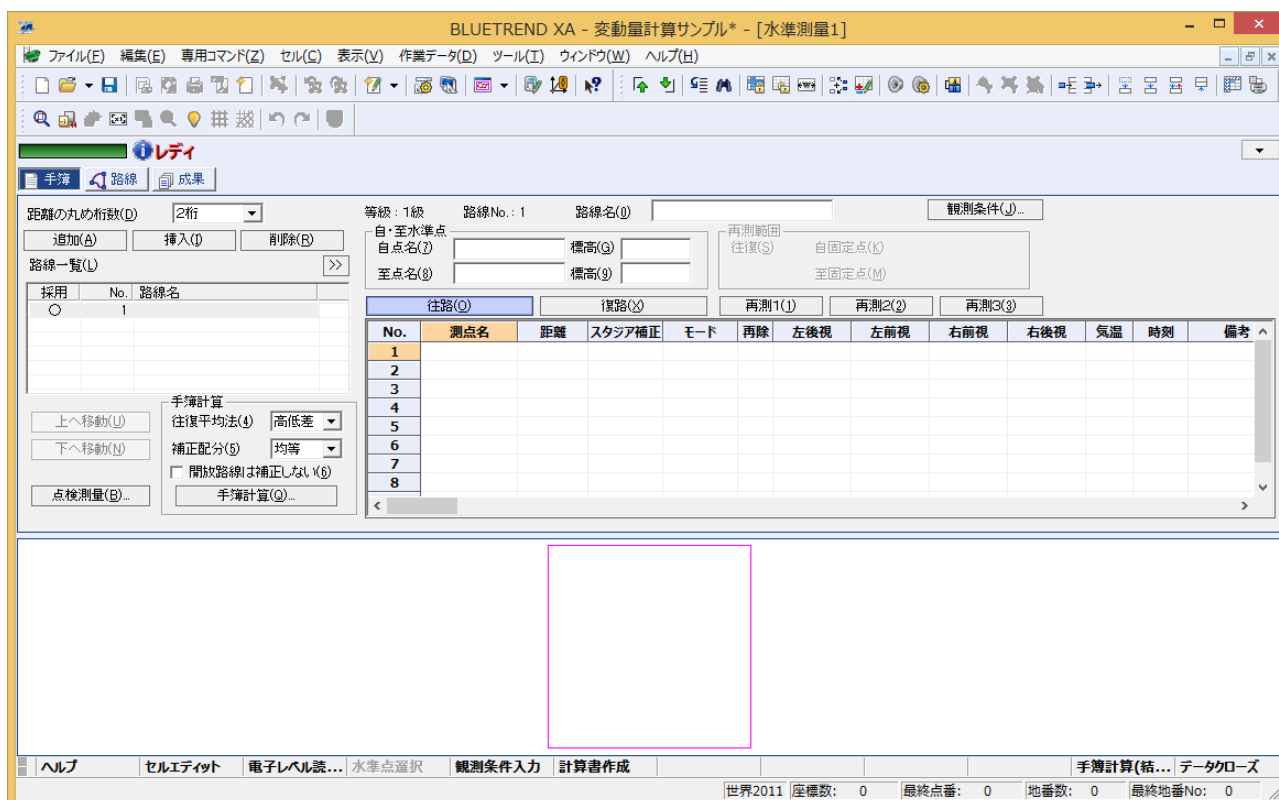 BLUETREND XA - 変動量計算サンプル* - [水準測量1]
ファイル(F) 編集(E) 専用コマンド(Z) セル(C) 表示(V) 作業データ(D) ツール(T) ウィンドウ(W) ヘルプ(H)
レディ
手簿 路線 成果
距離の丸め桁数(D) 2桁
追加(A) 挿入(I) 削除(R)
路線一覧(L) >>
採用 No. 路線名
○ 1
上へ移動(U)
下へ移動(N)
点検測量(B)...
手簿計算
往復平均法(4) 高低差
補正配分(5) 均等
開放路線は補正しない(6)
手簿計算(Q)...
等級:1級 路線No.:1 路線名(0) 観測条件(J)...
自・至水準点
自点名(7) 標高(G)
至点名(8) 標高(9)
再測範囲
往復(S) 自固定点(K)
至固定点(M)
往路(O) 復路(X) 再測1(1) 再測2(2) 再測3(3)
No. 測点名 距離 スタジア補正 モード 再除 左後視 左前視 右前視 右後視 気温 時刻 備考
1
2
3
4
5
6
7
8
ヘルプ セルエディット 電子レベル読... 水準点選択 観測条件入力 計算書作成 手簿計算(結... データクローズ
世界2011 座標数: 0 最終点番: 0 地番数: 0 最終地番No: 0